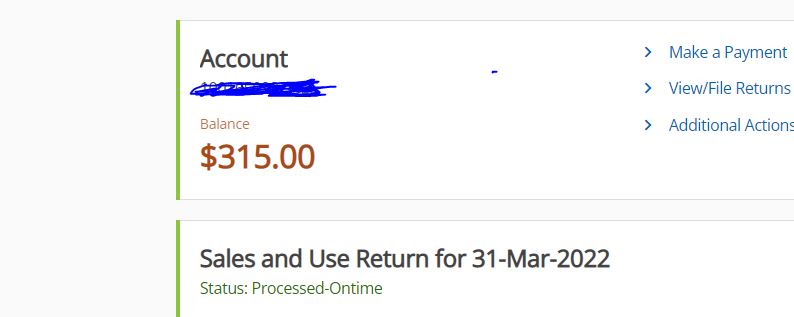 Account
Balance
$315.00
Make a Payment
View/File Returns
Additional Actions
Sales and Use Return for 31-Mar-2022
Status: Processed-Ontime